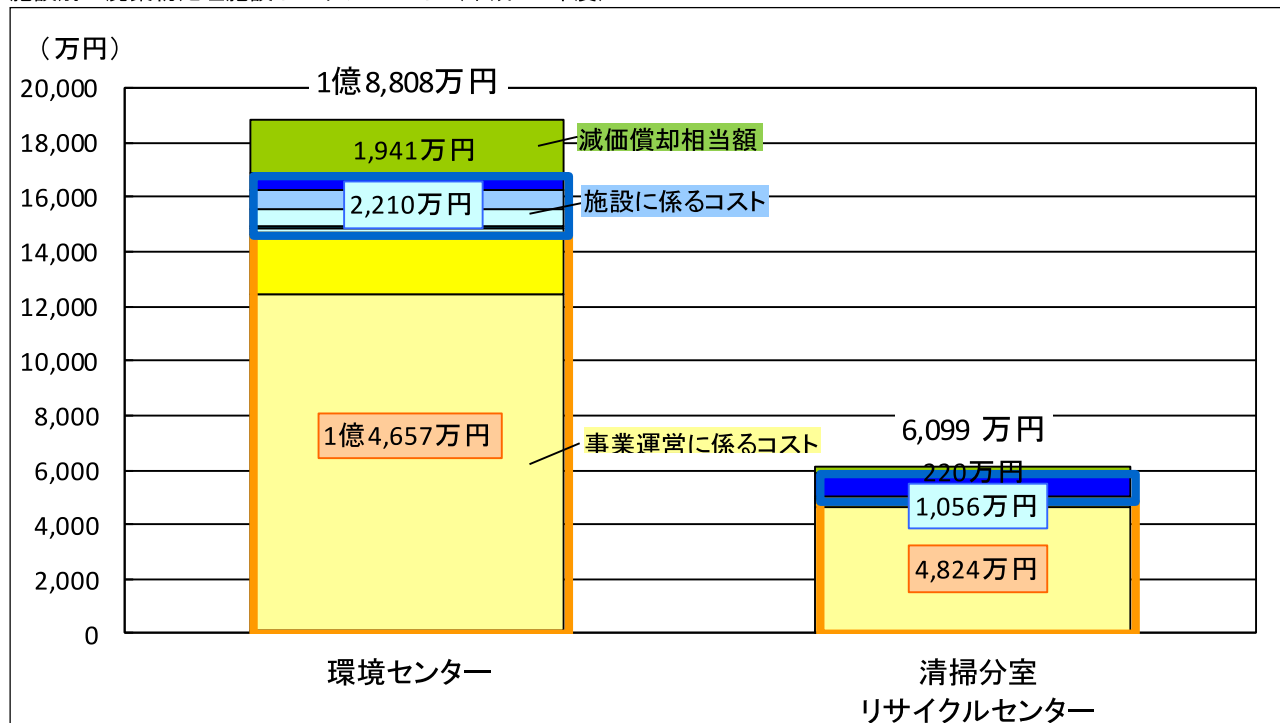 （万円）
1億8,808万円
20,000
18,000
16,000
14,000
12,000
10,000
8,000
6,000
4,000
2,000
0
1,941万円
減価償却相当額
2,210万円
施設に係るコスト
1億4,657万円
事業運営に係るコスト
6,099 万円
220万円
1,056万円
4,824万円
環境センター
清掃分室
リサイクルセンター